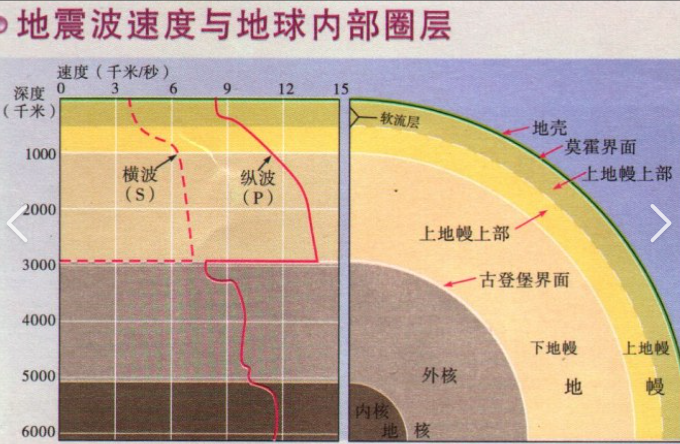 地震波速度与地球内部圈层
速度（千米/秒）
深度
（千米）
0 3 6 9 12 15
1000
2000
3000
4000
5000
6000
横波
（S）
纵波
（P）
软流层
地壳
莫霍界面
上地幔上部
上地幔上部
古登堡界面
下地幔
上地幔
地 幔
外核
内核
地 核